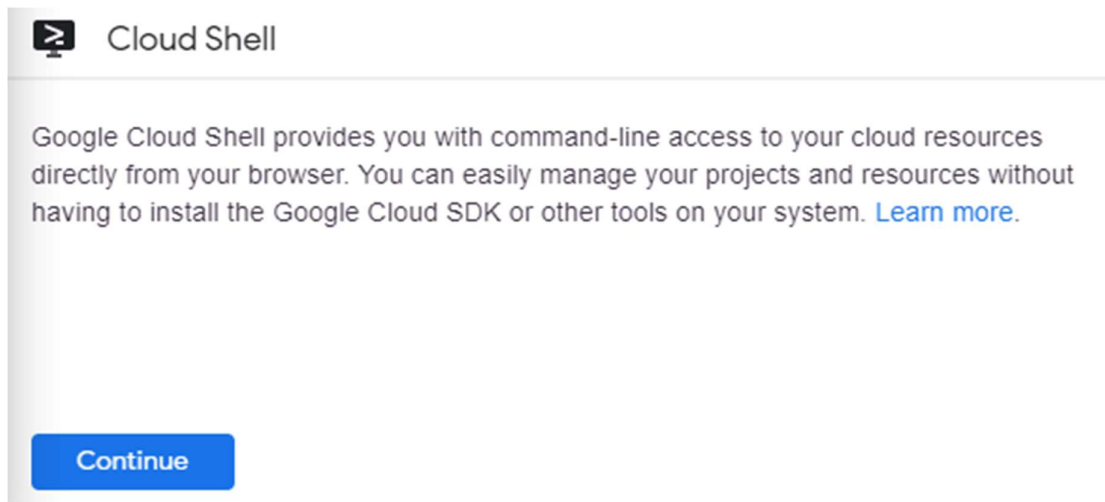 Cloud Shell
Google Cloud Shell provides you with command-line access to your cloud resources
directly from your browser. You can easily manage your projects and resources without
having to install the Google Cloud SDK or other tools on your system. Learn more.
Continue